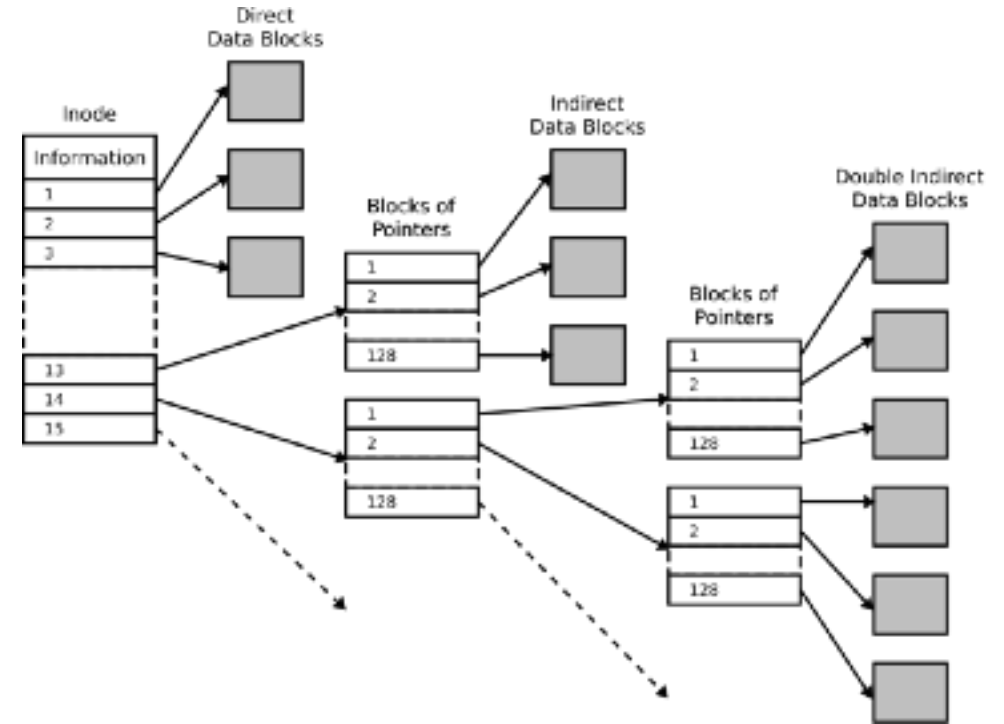 Direct
Data Blocks
Inode
Information
1
2
3
13
14
15
Blocks of
Pointers
1
2
128
1
2
128
Indirect
Data Blocks
Blocks of
Pointers
1
2
128
1
2
128
Double Indirect
Data Blocks